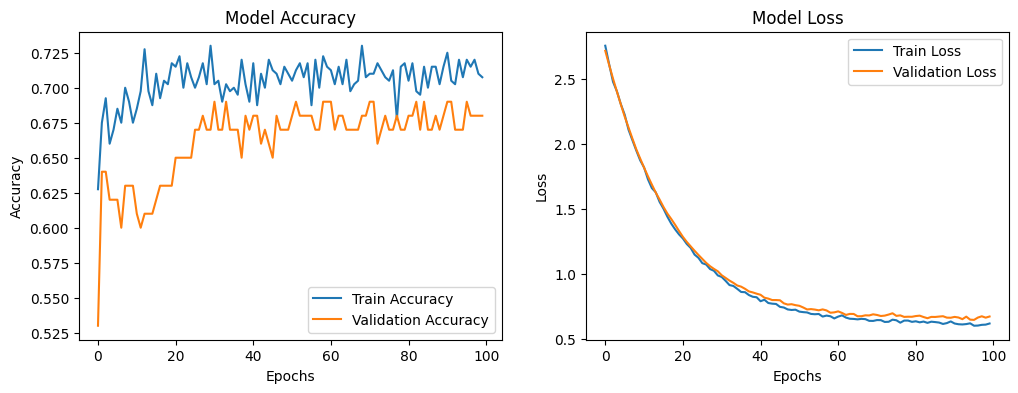 Model Accuracy
Accuracy
0.725
0.700
0.675
0.650
0.625
0.600
0.575
0.550
0.525
Train Accuracy
Validation Accuracy
0 20 40 60 80 100
Epochs
Model Loss
Loss
2.5
2.0
1.5
1.0
0.5
Train Loss
Validation Loss
0 20 40 60 80 100
Epochs